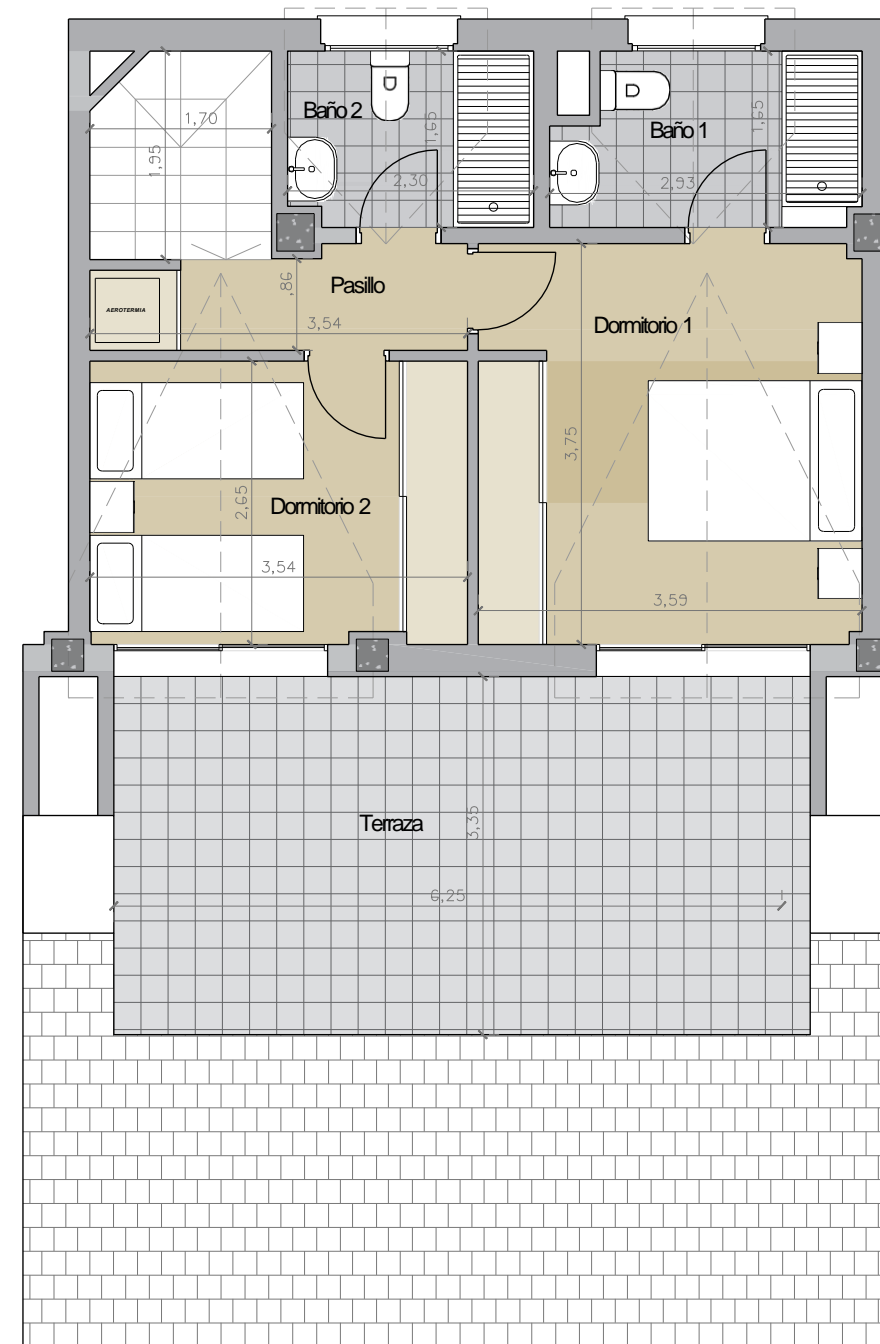 Baño 2
1,65
Baño 1
1,65
1,70
1,95
2,30
2,93
Pasillo
,86
AEROTERMIA
3,54
Dormitorio 1
3,75
2,65
Dormitorio 2
3,54
3,59
Terraza
3,35
6,25